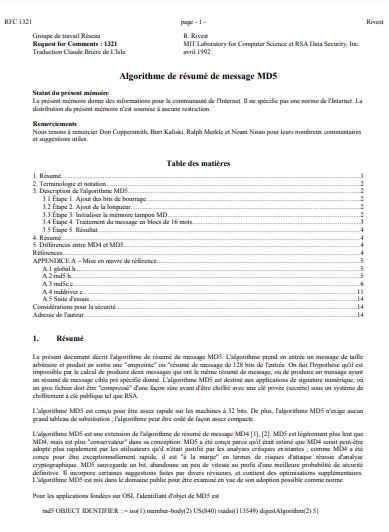 RFC 1321 page - 1 - Rivest
Groupe de travail Réseau R. Rivest
Request for Comments : 1321 MIT Laboratory for Computer Science et RSA Data Security, Inc.
Traduction Claude Brière de L'Isle avril 1992
Algorithme de résumé de message MD5
Statut du présent mémoire
Le présent mémoire donne des informations pour la communauté de l'Internet. Il ne spécifie pas une norme de l'Internet. La
distribution du présent mémoire n'est soumise à aucune restriction.
Remerciements
Nous tenons à remercier Don Coppersmith, Burt Kaliski, Ralph Merkle et Noam Nisan pour leurs nombreux commentaires
et suggestions utiles.
Table des matières
1. Résumé.....1
2. Terminologie et notation.....2
3. Description de l'algorithme MD5.....2
3.1 Étape 1. Ajout des bits de bourrage.....2
3.2 Étape 2. Ajout de la longueur.....2
3.3 Étape 3. Initialiser la mémoire tampon MD.....2
3.4 Étape 4. Traitement du message en blocs de 16 mots.....3
3.5 Étape 5. Résultat.....4
4. Résumé.....4
5. Différences entre MD4 et MD5.....4
Références.....4
APPENDICE A – Mise en œuvre de référence.....5
A.1 global.h.....5
A.2 md5.h.....5
A.3 md5c.c.....6
A.4 mddriver.c.....11
A.5 Suite d'essais.....14
Considérations pour la sécurité.....14
Adresse de l'auteur.....14
1. Résumé
Le présent document décrit l'algorithme de résumé de message MD5. L'algorithme prend en entrée un message de taille
arbitraire et produit en sortie une "empreinte" ou "résumé de message de 128 bits de l'entrée. On fait l'hypothèse qu'il est
impossible par le calcul de produire deux messages qui ont le même résumé de message, ou de produire un message ayant
un résumé de message cible pré spécifié donné. L'algorithme MD5 est destiné aux applications de signature numérique, où
un gros fichier doit être "compressé" d'une façon sûre avant d'être chiffré avec une clé privée (secrète) sous un système de
chiffrement à clé publique tel que RSA.
L'algorithme MD5 est conçu pour être assez rapide sur les machines à 32 bits. De plus, l'algorithme MD5 n'exige aucun
grand tableau de substitution ; l'algorithme peut être codé de façon assez compacte.
L'algorithme MD5 est une extension de l'algorithme de résumé de message MD4 [1], [2]. MD5 est légèrement plus lent que
MD4, mais est plus "conservateur" dans sa conception. MD5 a été conçu parce qu'il était estimé que MD4 serait peut-être
adopté plus rapidement par les utilisateurs qu'il n'était justifié par les analyses critiques existantes ; comme MD4 a été
conçu pour être exceptionnellement rapide, il est "à la marge" en termes de risques d'attaque réussie d'analyse
cryptographique. MD5 sauvegarde un bit, abandonne un peu de vitesse au profit d'une meilleure probabilité de sécurité
définitive. Il incorpore certaines suggestions faites par divers réviseurs, et contient des optimisations supplémentaires.
L'algorithme MD5 est mis dans le domaine public pour être examiné en vue de son adoption possible comme norme.
Pour les applications fondées sur OSI, l'identifiant d'objet de MD5 est
md5 OBJECT IDENTIFIER ::= iso(1) member-body(2) US(840) rsadsi(113549) digestAlgorithm(2) 5}